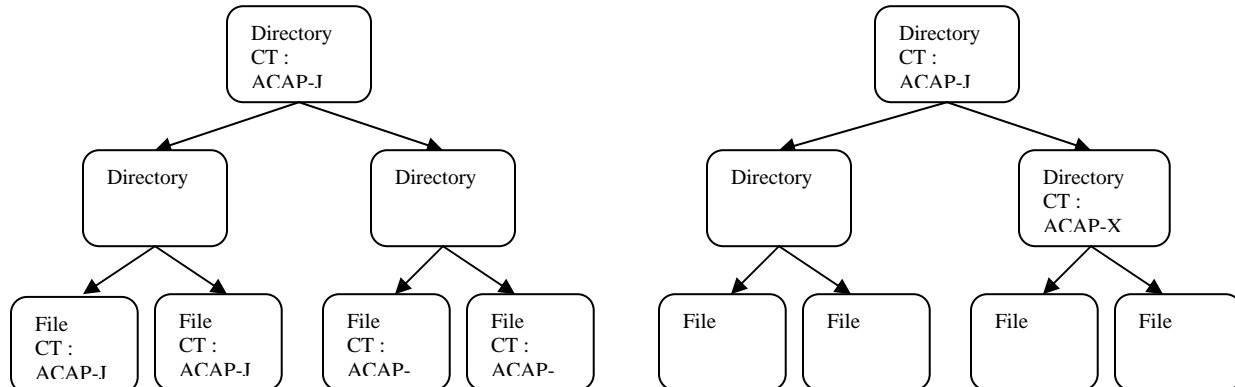 Directory
CT :
ACAP-J
Directory
CT :
ACAP-J
Directory
Directory
Directory
Directory
CT :
ACAP-X
File
CT :
ACAP-J
File
CT :
ACAP-J
File
CT :
ACAP-
File
CT :
ACAP-
File
File
File
File